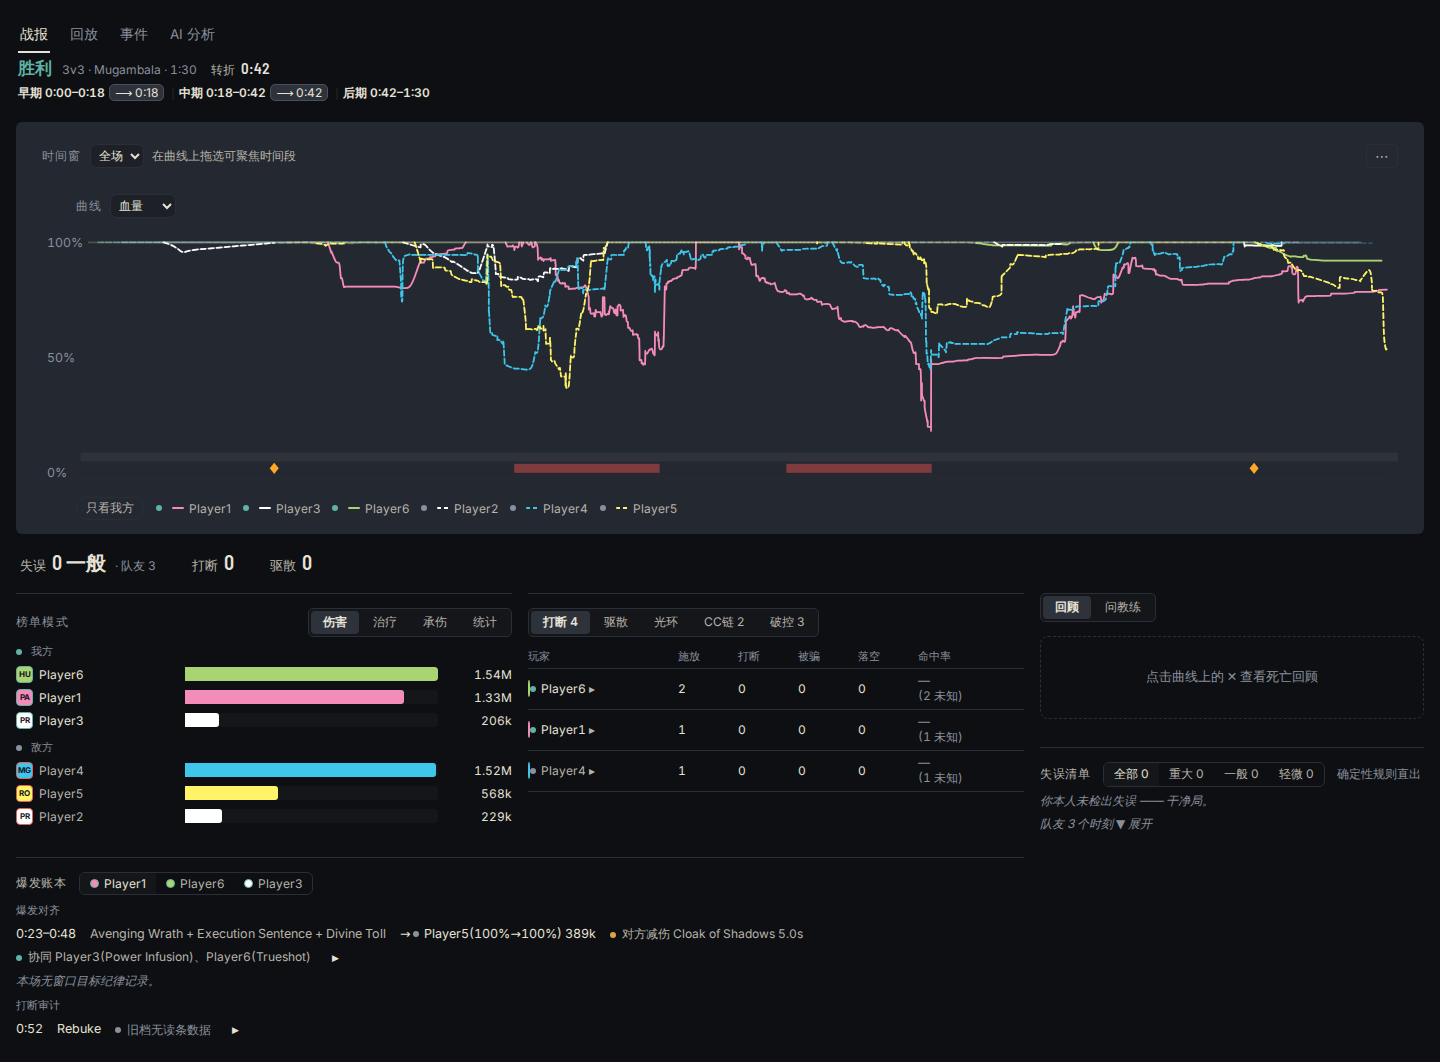 战报 回放 事件 AI 分析
胜利 3v3 · Mugambala · 1:30 转折 0:42
早期 0:00–0:18 ⟶ 0:18 中期 0:18–0:42 ⟶ 0:42 后期 0:42–1:30
时间窗 全场 在曲线上拖选可聚焦时间段 ⋯
曲线 血量
100%
50%
0%
只看我方 Player1 Player3 Player6 Player2 Player4 Player5
失误 0 一般 · 队友 3 打断 0 驱散 0
榜单模式 伤害 治疗 承伤 统计
我方
HU Player6 1.54M
PA Player1 1.33M
PR Player3 206k
敌方
MG Player4 1.52M
RO Player5 568k
PR Player2 229k
打断 4 驱散 光环 CC链 2 破控 3
玩家 施放 打断 被骗 落空 命中率
Player6 ▸ 2 0 0 0 — (2 未知)
Player1 ▸ 1 0 0 0 — (1 未知)
Player4 ▸ 1 0 0 0 — (1 未知)
回顾 问教练
点击曲线上的 ✕ 查看死亡回顾
失误清单 全部 0 重大 0 一般 0 轻微 0 确定性规则直出
你本人未检出失误 —— 干净局。
队友 3 个时刻 ▼ 展开
爆发账本 Player1 Player6 Player3
爆发对齐
0:23–0:48 Avenging Wrath + Execution Sentence + Divine Toll → Player5(100%→100%) 389k 对方减伤 Cloak of Shadows 5.0s
协同 Player3(Power Infusion)、Player6(Trueshot) ▸
本场无窗口目标纪律记录。
打断审计
0:52 Rebuke 旧档无读条数据 ▸